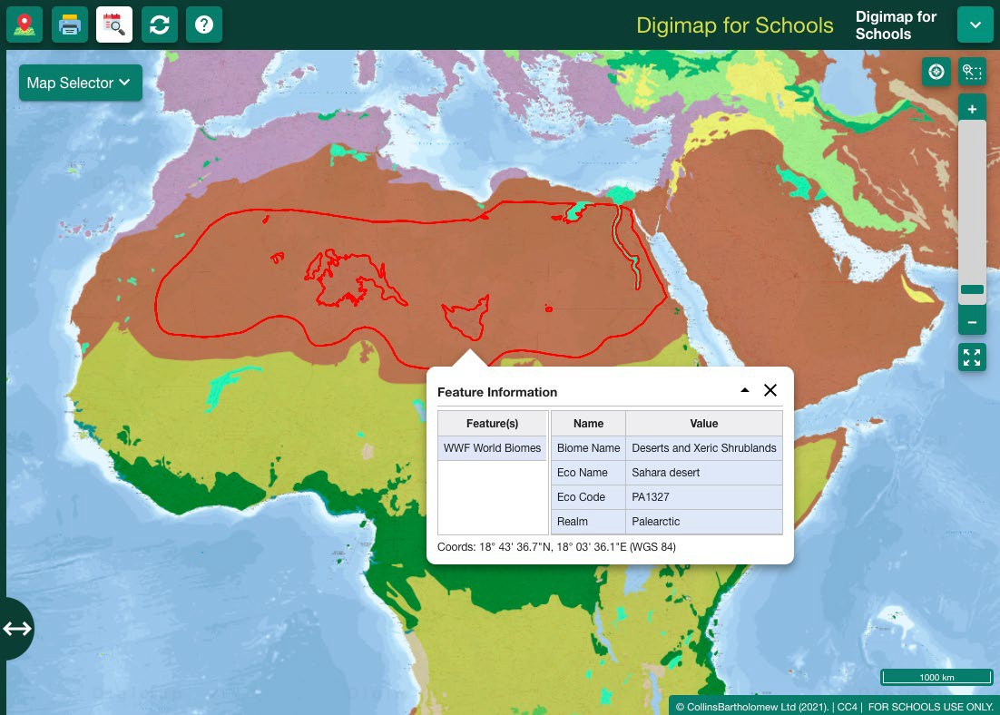 Digimap for Schools
Digimap for
Schools
Map Selector
+
−
Feature Information
Feature(s)
Name
Value
WWF World Biomes
Biome Name
Deserts and Xeric Shrublands
Eco Name
Sahara desert
Eco Code
PA1327
Realm
Palearctic
Coords: 18° 43' 36.7"N, 18° 03' 36.1"E (WGS 84)
1000 km
© CollinsBartholomew Ltd (2021). | CC4 | FOR SCHOOLS USE ONLY.